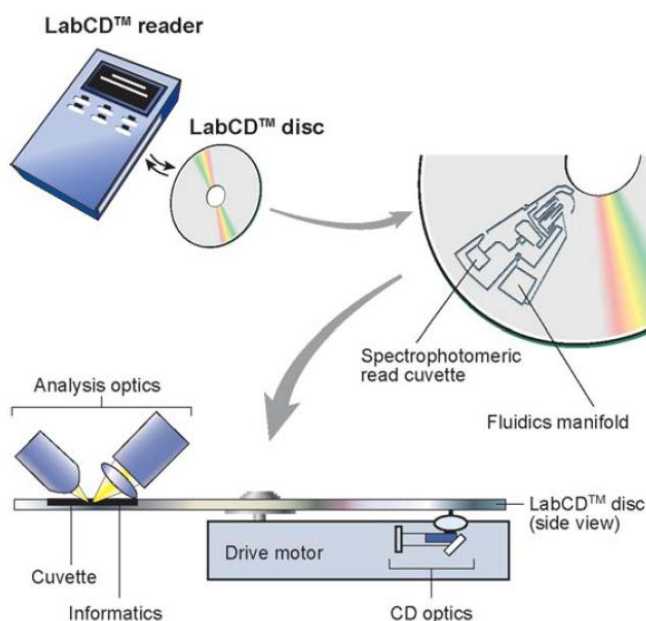 LabCD™ reader
LabCD™ disc
Spectrophotomeric
read cuvette
Fluidics manifold
Analysis optics
LabCD™ disc
(side view)
Drive motor
Cuvette
Informatics
CD optics